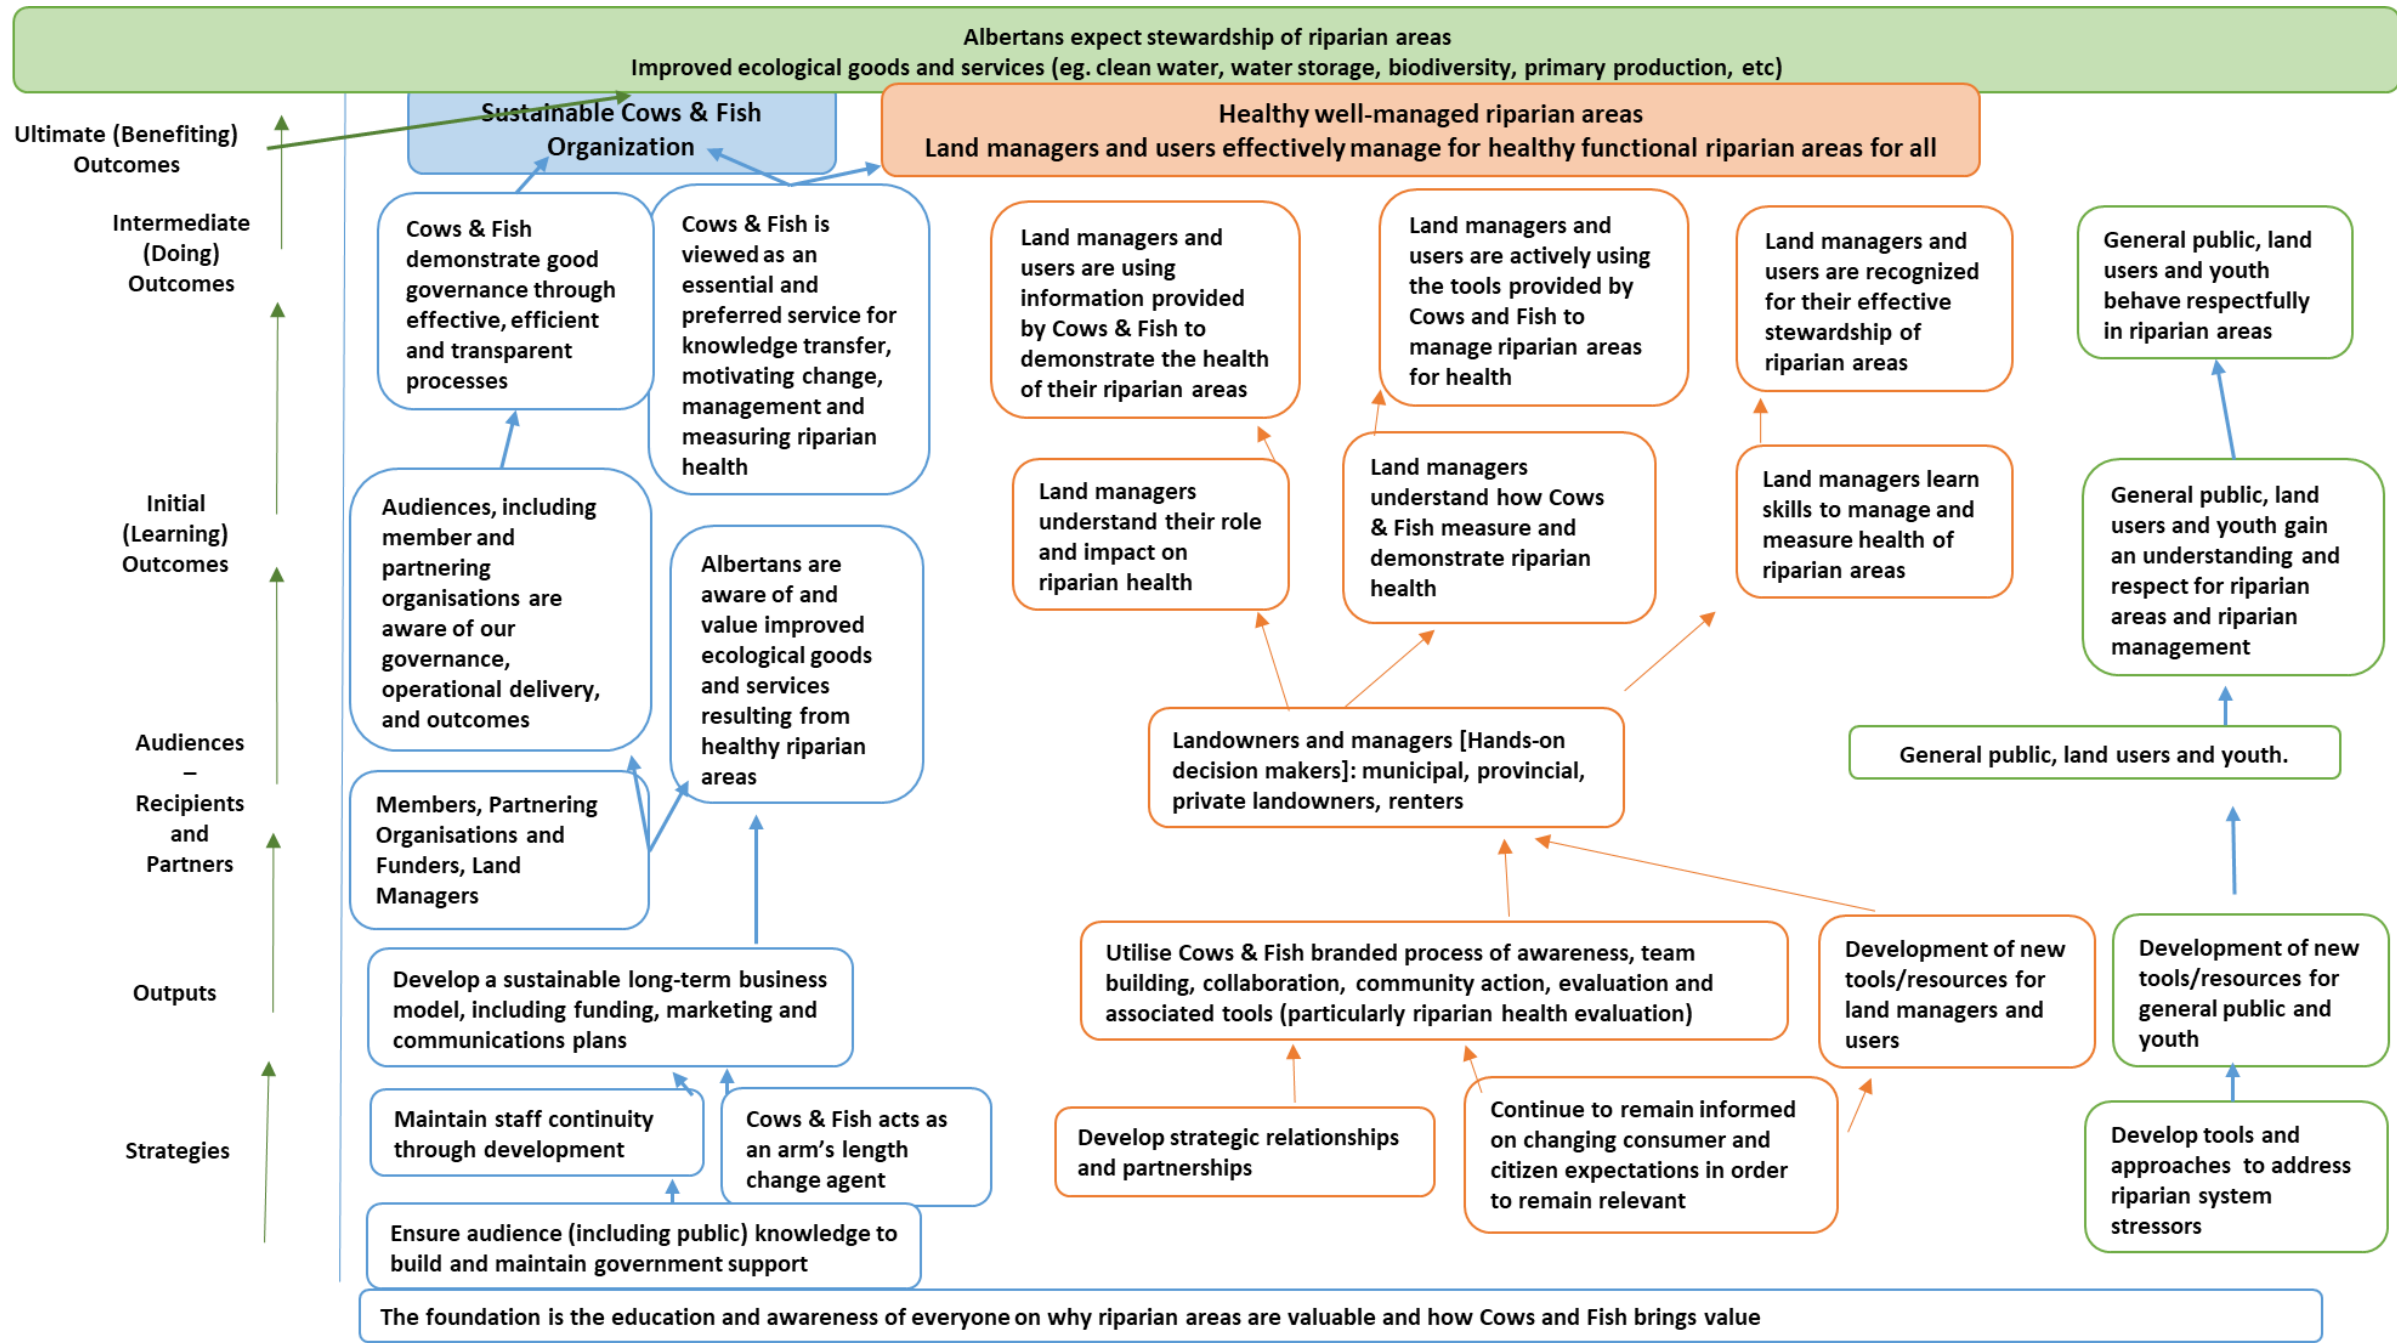 Albertans expect stewardship of riparian areas
Improved ecological goods and services (eg. clean water, water storage, biodiversity, primary production, etc)
Ultimate (Benefiting)
Outcomes
Sustainable Cows & Fish
Organization
Healthy well-managed riparian areas
Land managers and users effectively manage for healthy functional riparian areas for all
Intermediate
(Doing)
Outcomes
Cows & Fish
demonstrate good
governance through
effective, efficient
and transparent
processes
Cows & Fish is
viewed as an
essential and
preferred service for
knowledge transfer,
motivating change,
management and
measuring riparian
health
Land managers and
users are using
information provided
by Cows & Fish to
demonstrate the health
of their riparian areas
Land managers and
users are actively using
the tools provided by
Cows and Fish to
manage riparian areas
for health
Land managers and
users are recognized
for their effective
stewardship of
riparian areas
General public, land
users and youth
behave respectfully
in riparian areas
Initial
(Learning)
Outcomes
Audiences, including
member and
partnering
organisations are
aware of our
governance,
operational delivery,
and outcomes
Albertans are
aware of and
value improved
ecological goods
and services
resulting from
healthy riparian
areas
Land managers
understand their role
and impact on
riparian health
Land managers
understand how Cows
& Fish measure and
demonstrate riparian
health
Land managers learn
skills to manage and
measure health of
riparian areas
General public, land
users and youth gain
an understanding and
respect for riparian
areas and riparian
management
Audiences
–
Recipients
and
Partners
Members, Partnering
Organisations and
Funders, Land
Managers
Landowners and managers [Hands-on
decision makers]: municipal, provincial,
private landowners, renters
General public, land users and youth.
Outputs
Develop a sustainable long-term business
model, including funding, marketing and
communications plans
Utilise Cows & Fish branded process of awareness, team
building, collaboration, community action, evaluation and
associated tools (particularly riparian health evaluation)
Development of new
tools/resources for
land managers and
users
Development of new
tools/resources for
general public and
youth
Strategies
Maintain staff continuity
through development
Cows & Fish acts as
an arm's length
change agent
Develop strategic relationships
and partnerships
Continue to remain informed
on changing consumer and
citizen expectations in order
to remain relevant
Develop tools and
approaches to address
riparian system
stressors
Ensure audience (including public) knowledge to
build and maintain government support
The foundation is the education and awareness of everyone on why riparian areas are valuable and how Cows and Fish brings value